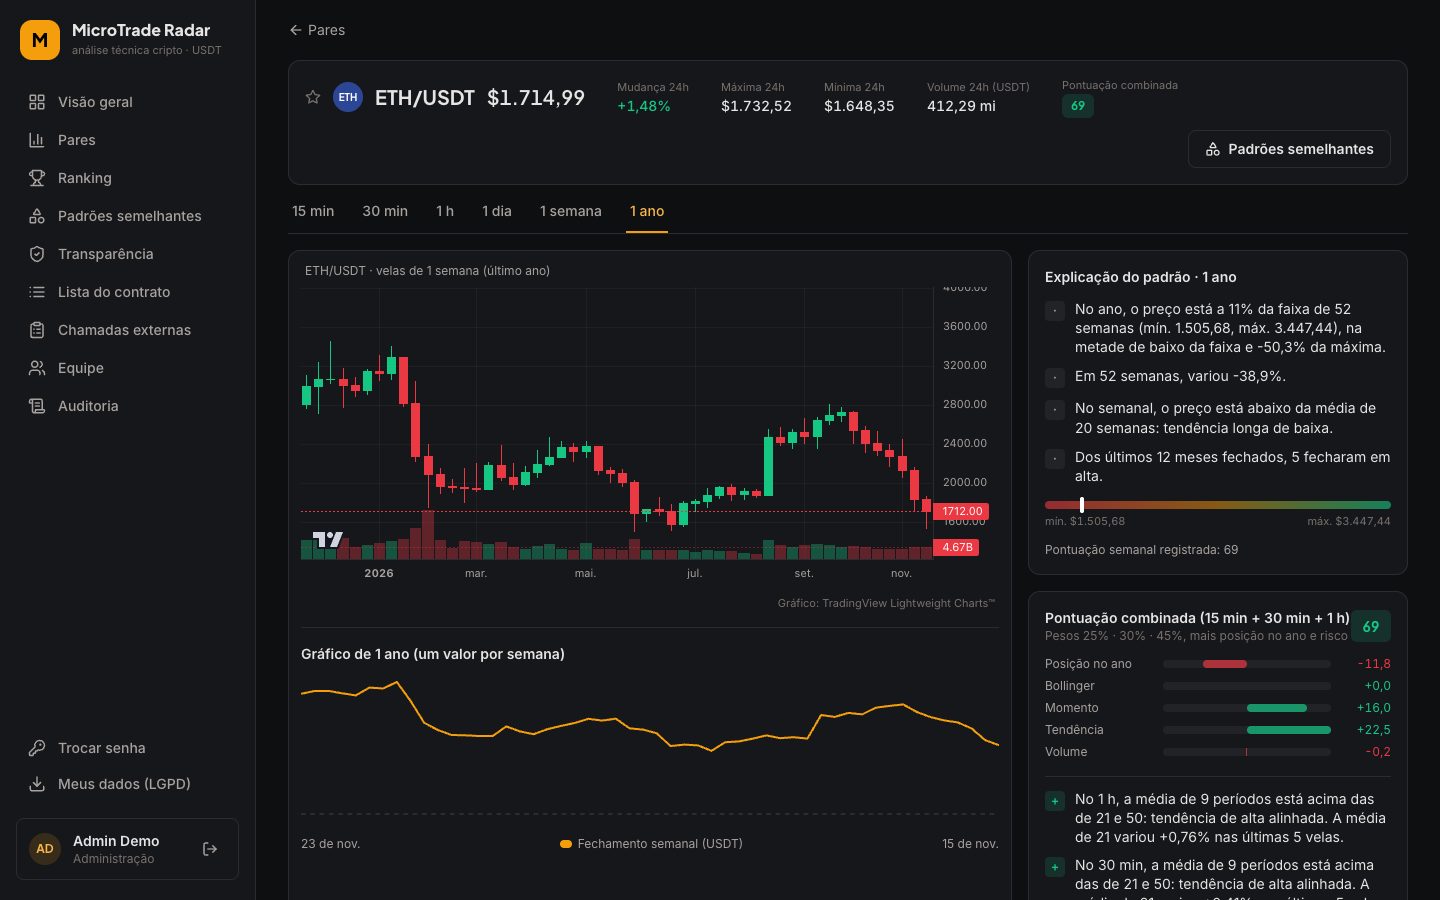 M
MicroTrade Radar
análise técnica cripto · USDT
Visão geral
Pares
Ranking
Padrões semelhantes
Transparência
Lista do contrato
Chamadas externas
Equipe
Auditoria
Trocar senha
Meus dados (LGPD)
AD
Admin Demo
Administração
← Pares
ETH
ETH/USDT $1.714,99
Mudança 24h
+1,48%
Máxima 24h
$1.732,52
Mínima 24h
$1.648,35
Volume 24h (USDT)
412,29 mi
Pontuação combinada
69
Padrões semelhantes
15 min 30 min 1 h 1 dia 1 semana 1 ano
ETH/USDT · velas de 1 semana (último ano)
4000.00
3600.00
3200.00
2800.00
2400.00
2000.00
1712.00
1600.00
4.67B
2026 mar. mai. jul. set. nov.
Gráfico: TradingView Lightweight Charts™
Gráfico de 1 ano (um valor por semana)
23 de nov. Fechamento semanal (USDT) 15 de nov.
Explicação do padrão · 1 ano
· No ano, o preço está a 11% da faixa de 52
semanas (mín. 1.505,68, máx. 3.447,44), na
metade de baixo da faixa e -50,3% da máxima.
· Em 52 semanas, variou -38,9%.
· No semanal, o preço está abaixo da média de
20 semanas: tendência longa de baixa.
· Dos últimos 12 meses fechados, 5 fecharam em
alta.
mín. $1.505,68 máx. $3.447,44
Pontuação semanal registrada: 69
Pontuação combinada (15 min + 30 min + 1 h) 69
Pesos 25% · 30% · 45%, mais posição no ano e risco
Posição no ano -11,8
Bollinger +0,0
Momento +16,0
Tendência +22,5
Volume -0,2
+ No 1 h, a média de 9 períodos está acima das
de 21 e 50: tendência de alta alinhada. A média
de 21 variou +0,76% nas últimas 5 velas.
+ No 30 min, a média de 9 períodos está acima
das de 21 e 50: tendência de alta alinhada. A